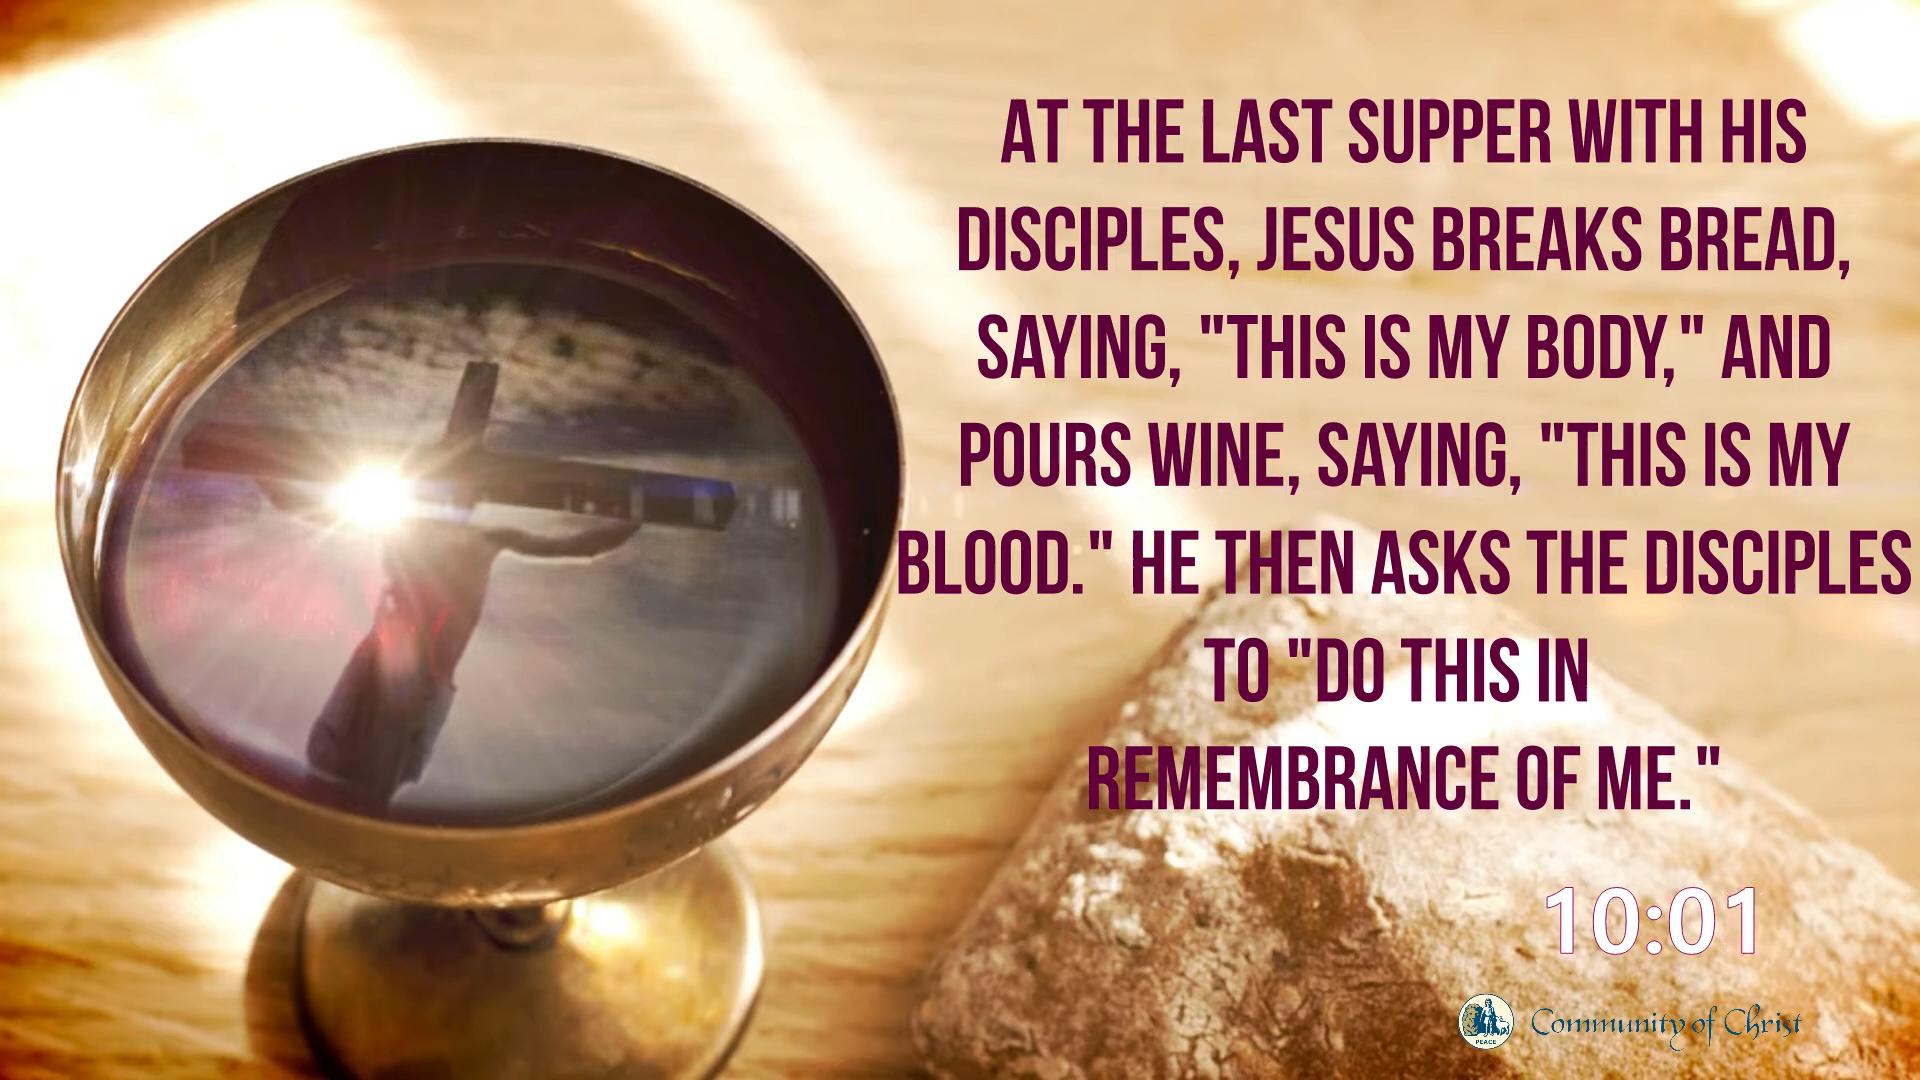 AT THE LAST SUPPER WITH HIS
DISCIPLES, JESUS BREAKS BREAD,
SAYING, "THIS IS MY BODY," AND
POURS WINE, SAYING, "THIS IS MY
BLOOD." HE THEN ASKS THE DISCIPLES
TO "DO THIS IN
REMEMBRANCE OF ME."
10:01
PEACE
Community of Christ